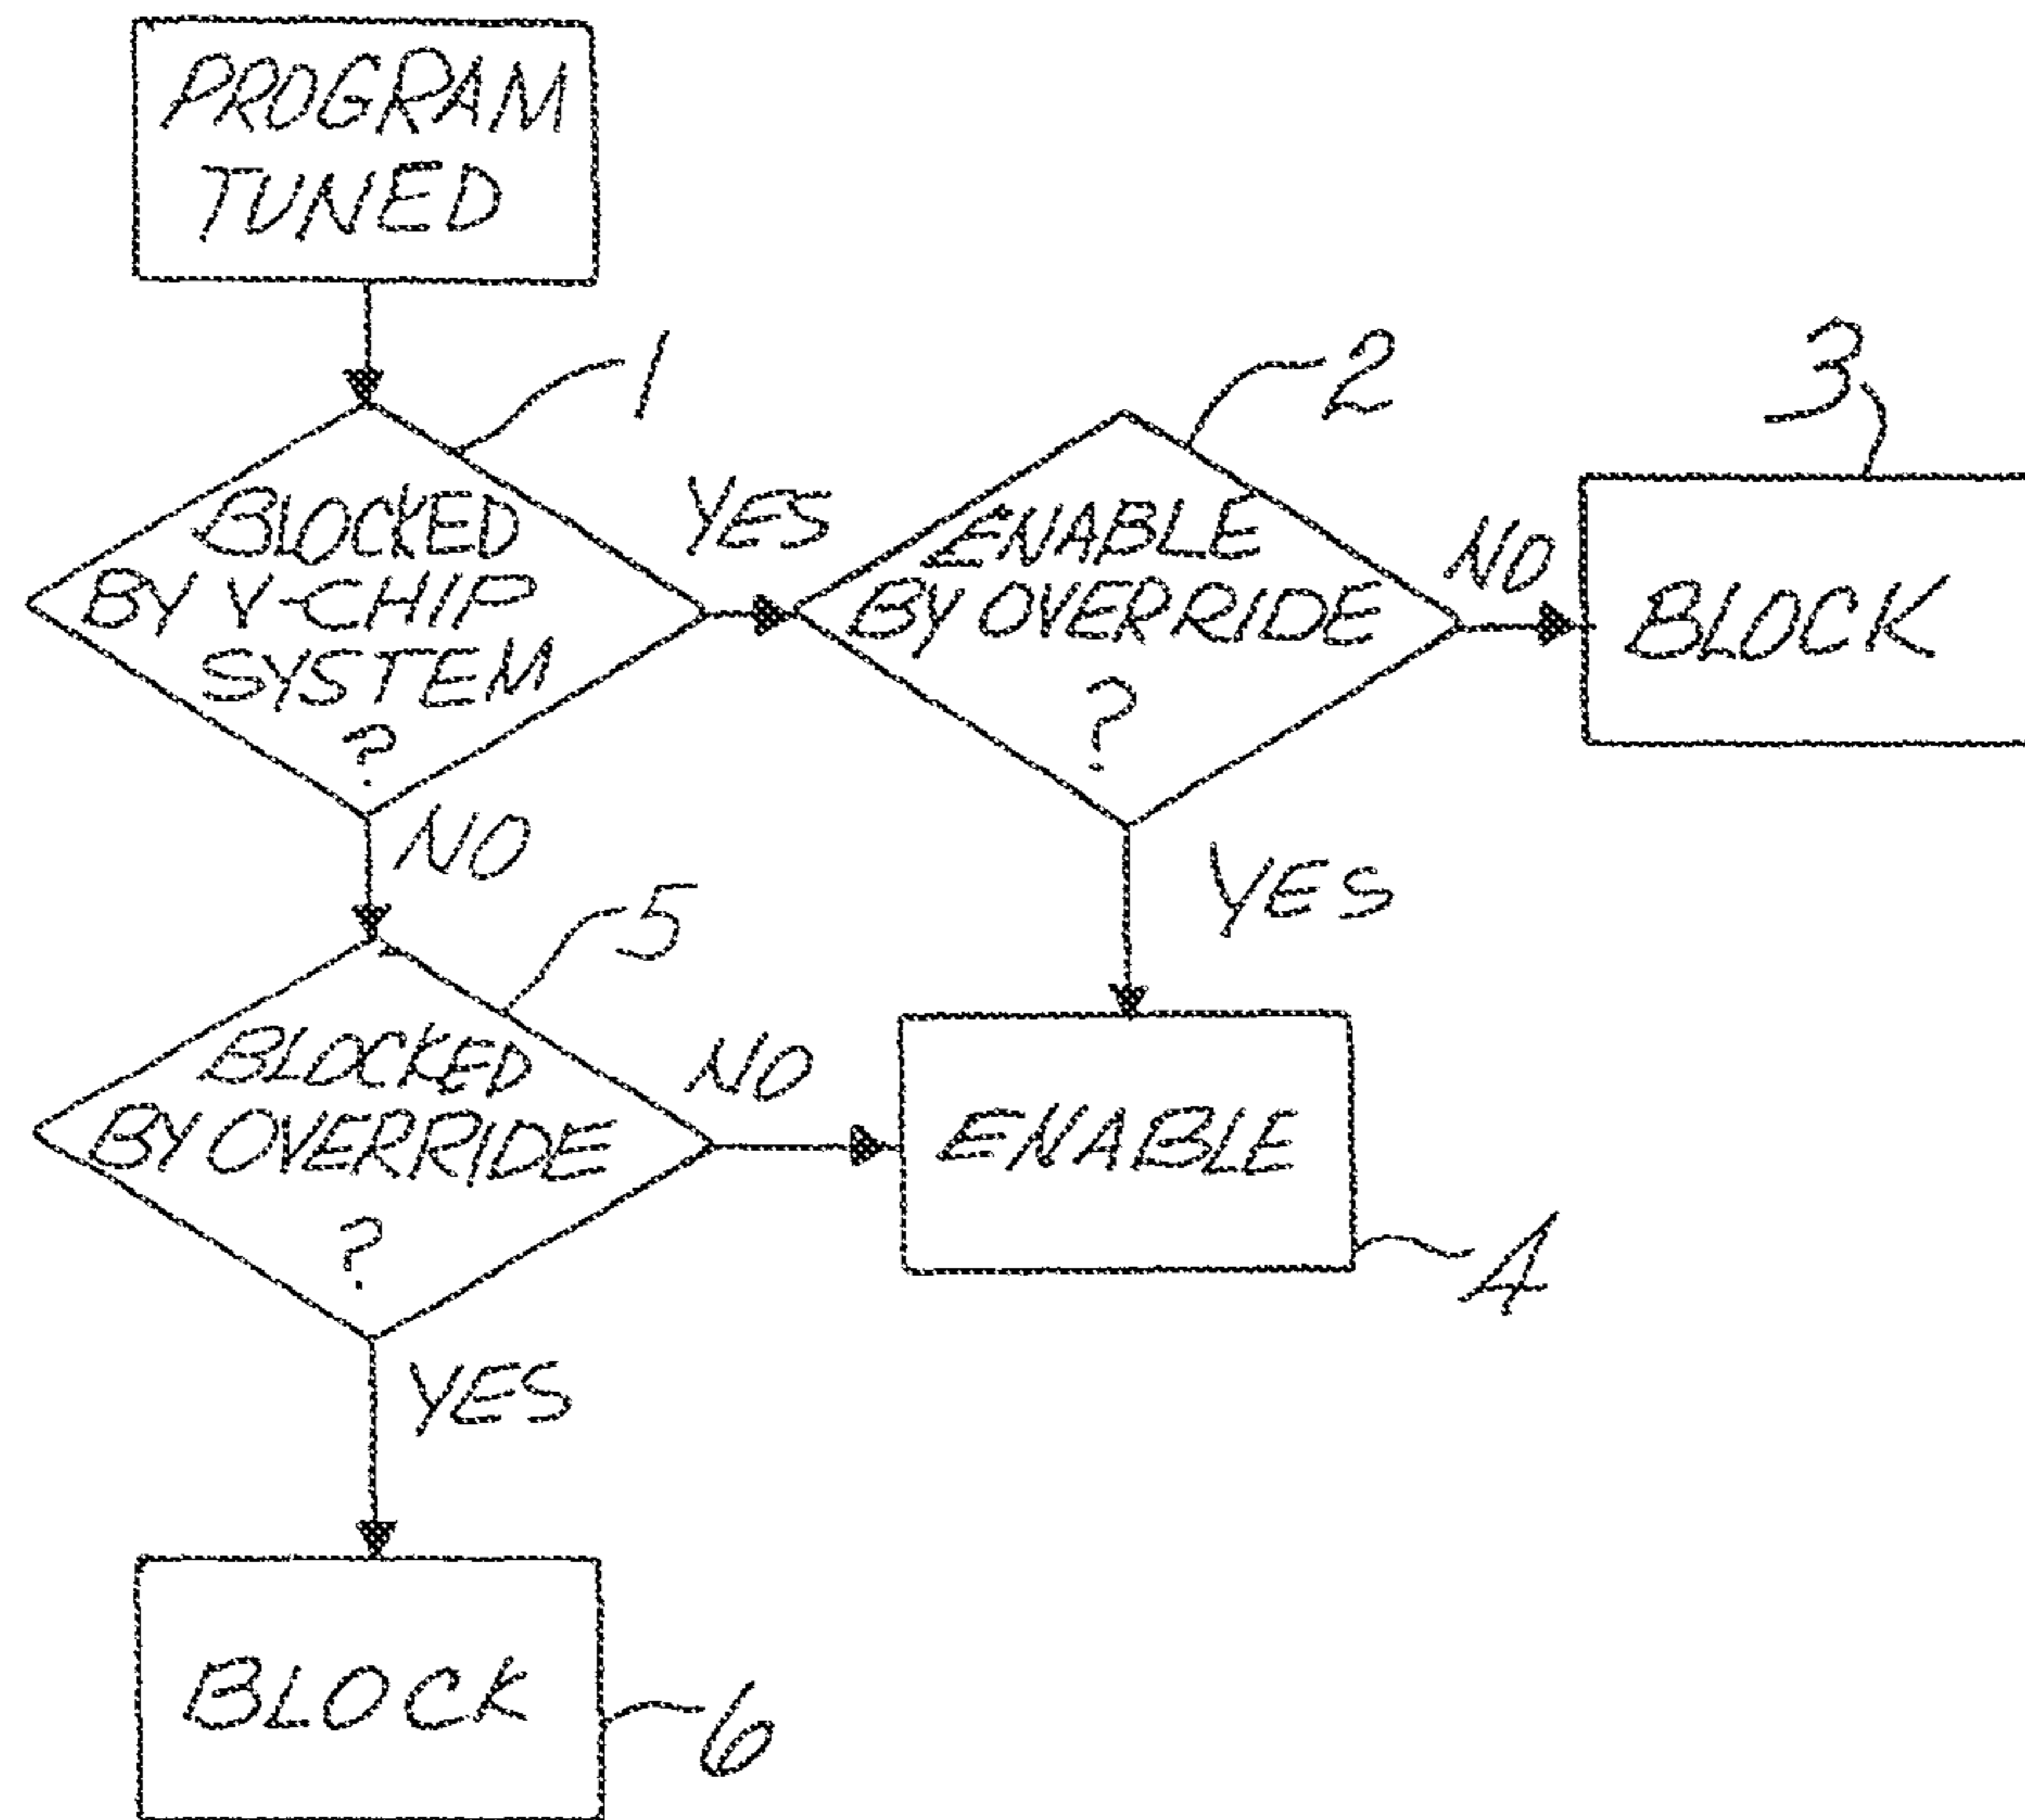 PROGRAM
TUNED
1
2
3
BLOCKED
BY V-CHIP
SYSTEM
?
YES
ENABLE
BY OVERRIDE
?
NO
BLOCK
NO
YES
5
BLOCKED
BY OVERRIDE
?
NO
ENABLE
4
YES
BLOCK
6